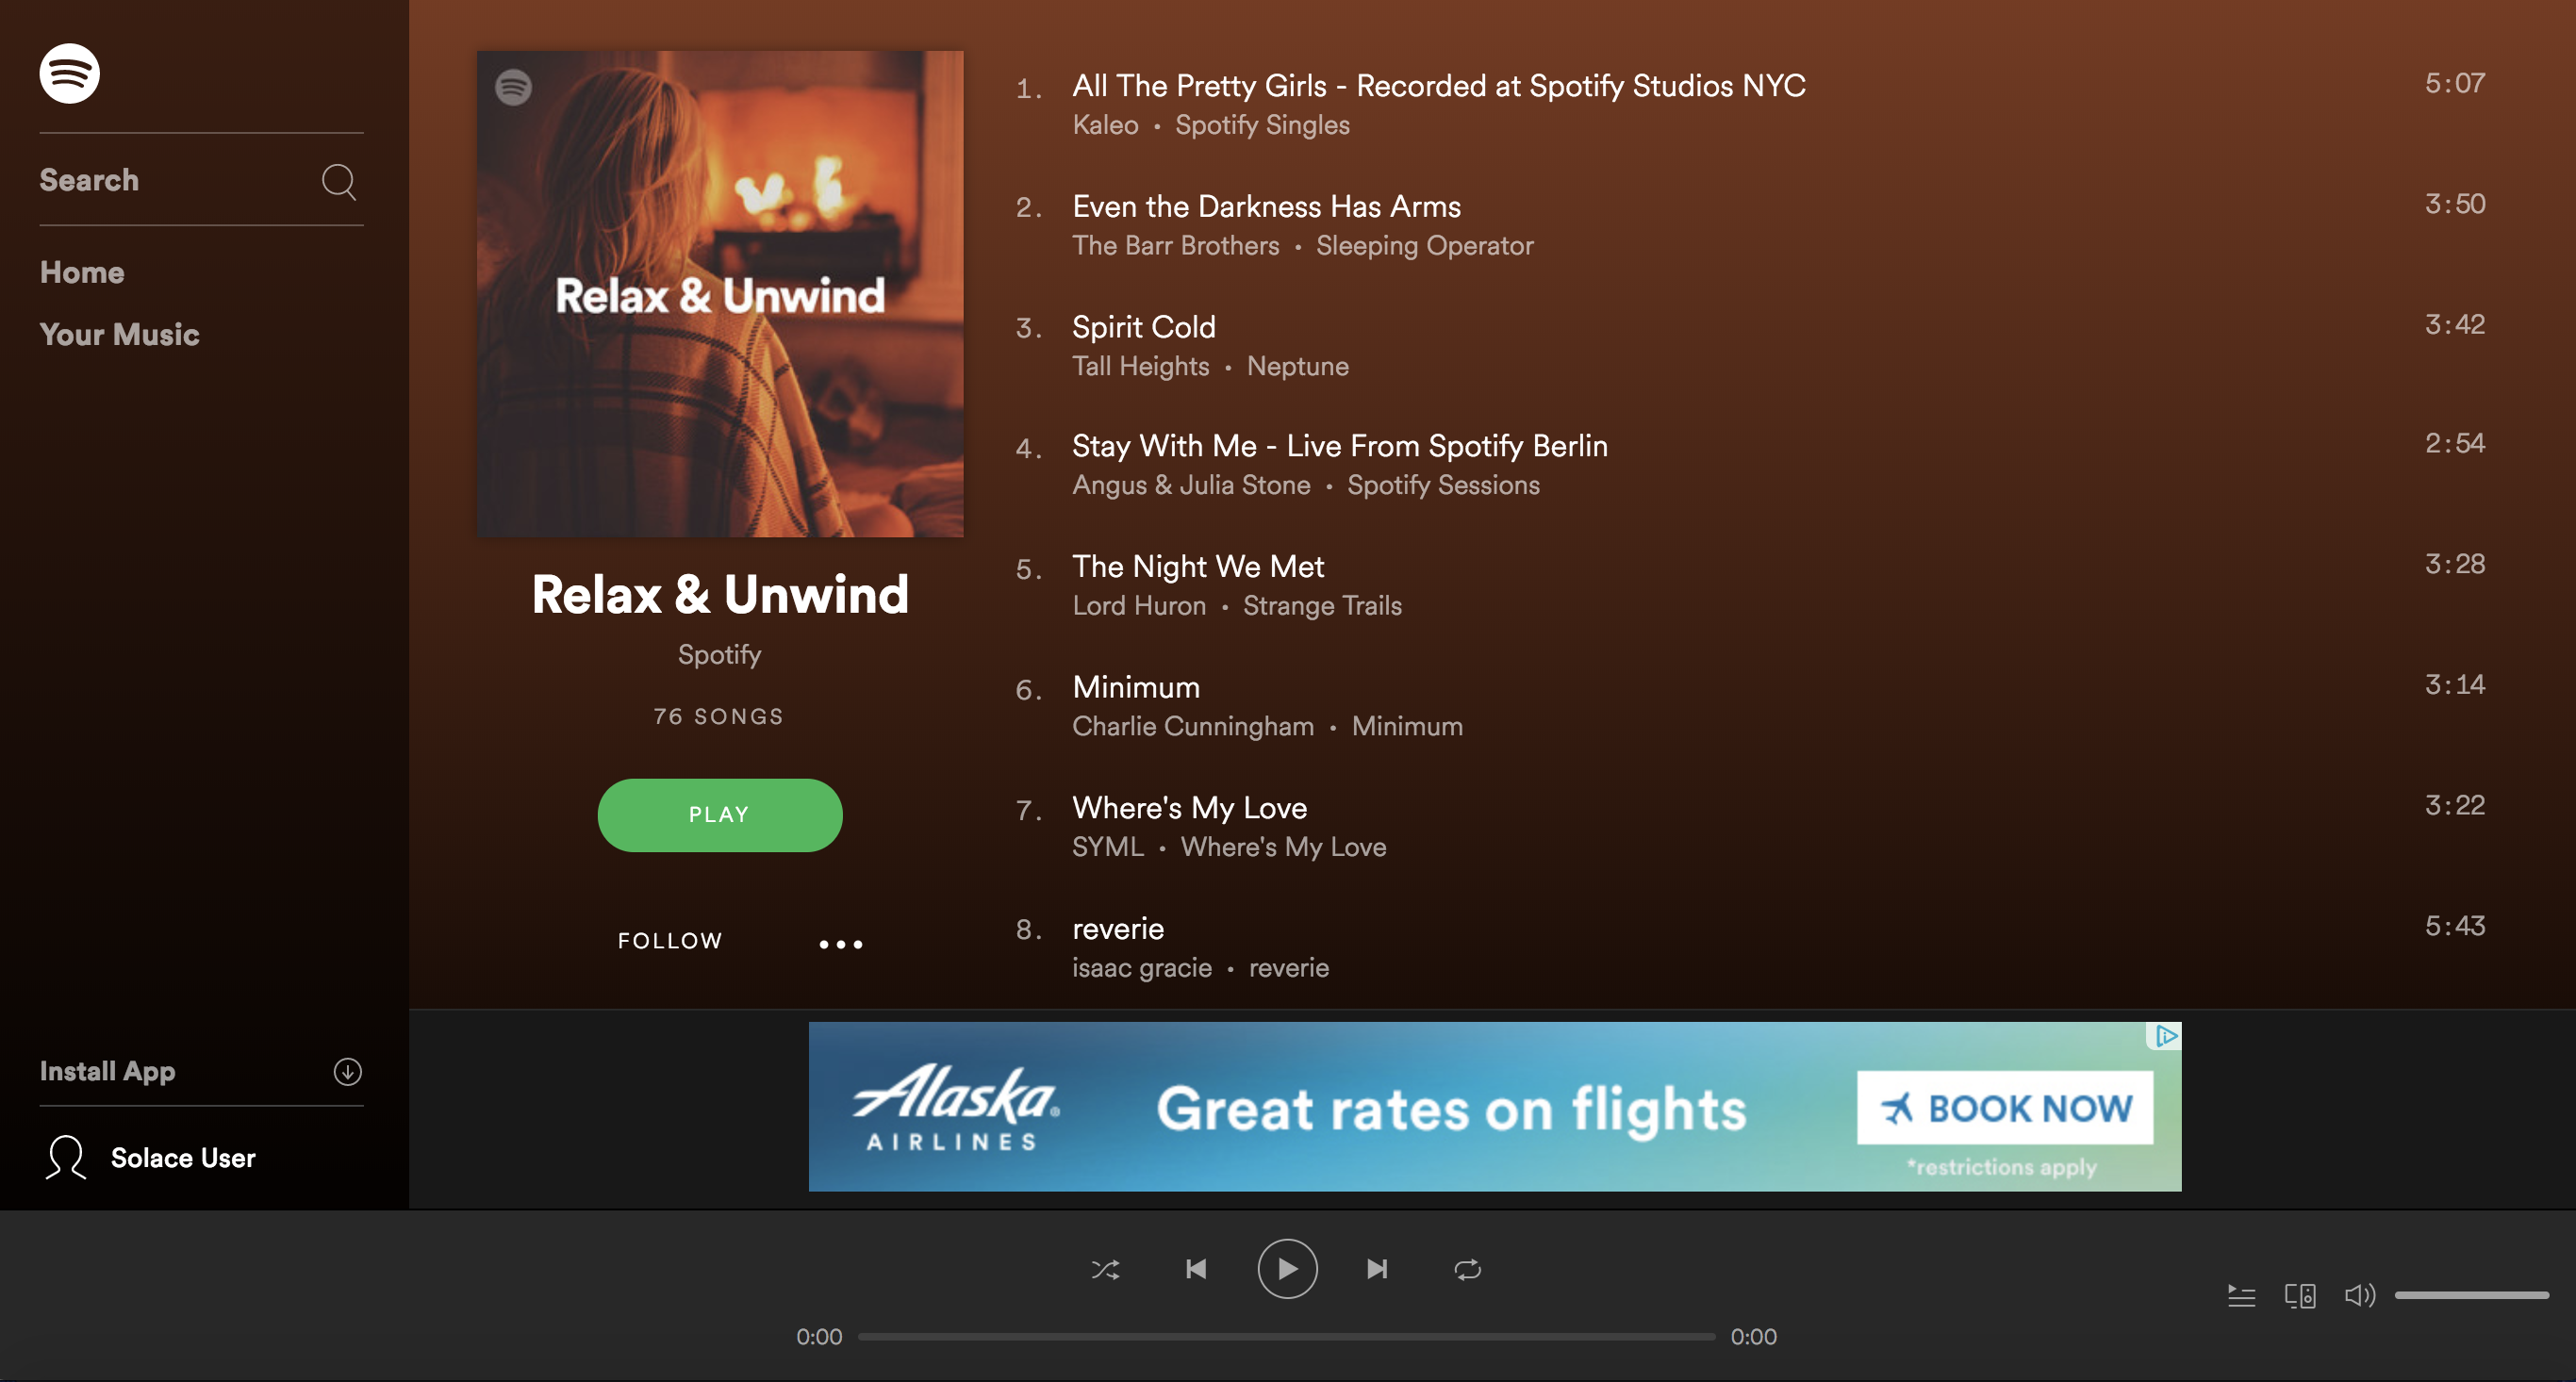 Search
Home
Your Music
Install App
Solace User
Relax & Unwind
Relax & Unwind
Spotify
76 SONGS
PLAY
FOLLOW
1. All The Pretty Girls - Recorded at Spotify Studios NYC 5:07
Kaleo • Spotify Singles
2. Even the Darkness Has Arms 3:50
The Barr Brothers • Sleeping Operator
3. Spirit Cold 3:42
Tall Heights • Neptune
4. Stay With Me - Live From Spotify Berlin 2:54
Angus & Julia Stone • Spotify Sessions
5. The Night We Met 3:28
Lord Huron • Strange Trails
6. Minimum 3:14
Charlie Cunningham • Minimum
7. Where's My Love 3:22
SYML • Where's My Love
8. reverie 5:43
isaac gracie • reverie
Alaska®
AIRLINES
Great rates on flights
BOOK NOW
*restrictions apply
0:00 0:00